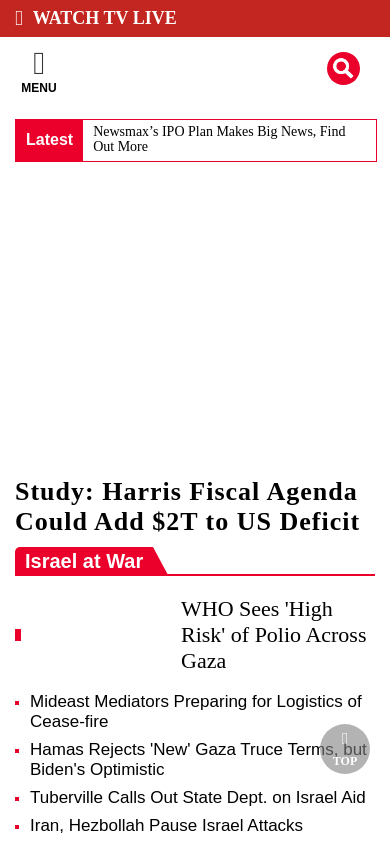 WATCH TV LIVE
MENU
Latest
Newsmax’s IPO Plan Makes Big News, Find
Out More
Study: Harris Fiscal Agenda
Could Add $2T to US Deficit
Israel at War
WHO Sees 'High
Risk' of Polio Across
Gaza
Mideast Mediators Preparing for Logistics of
Cease-fire
Hamas Rejects 'New' Gaza Truce Terms, but
Biden's Optimistic
TOP
Tuberville Calls Out State Dept. on Israel Aid
Iran, Hezbollah Pause Israel Attacks